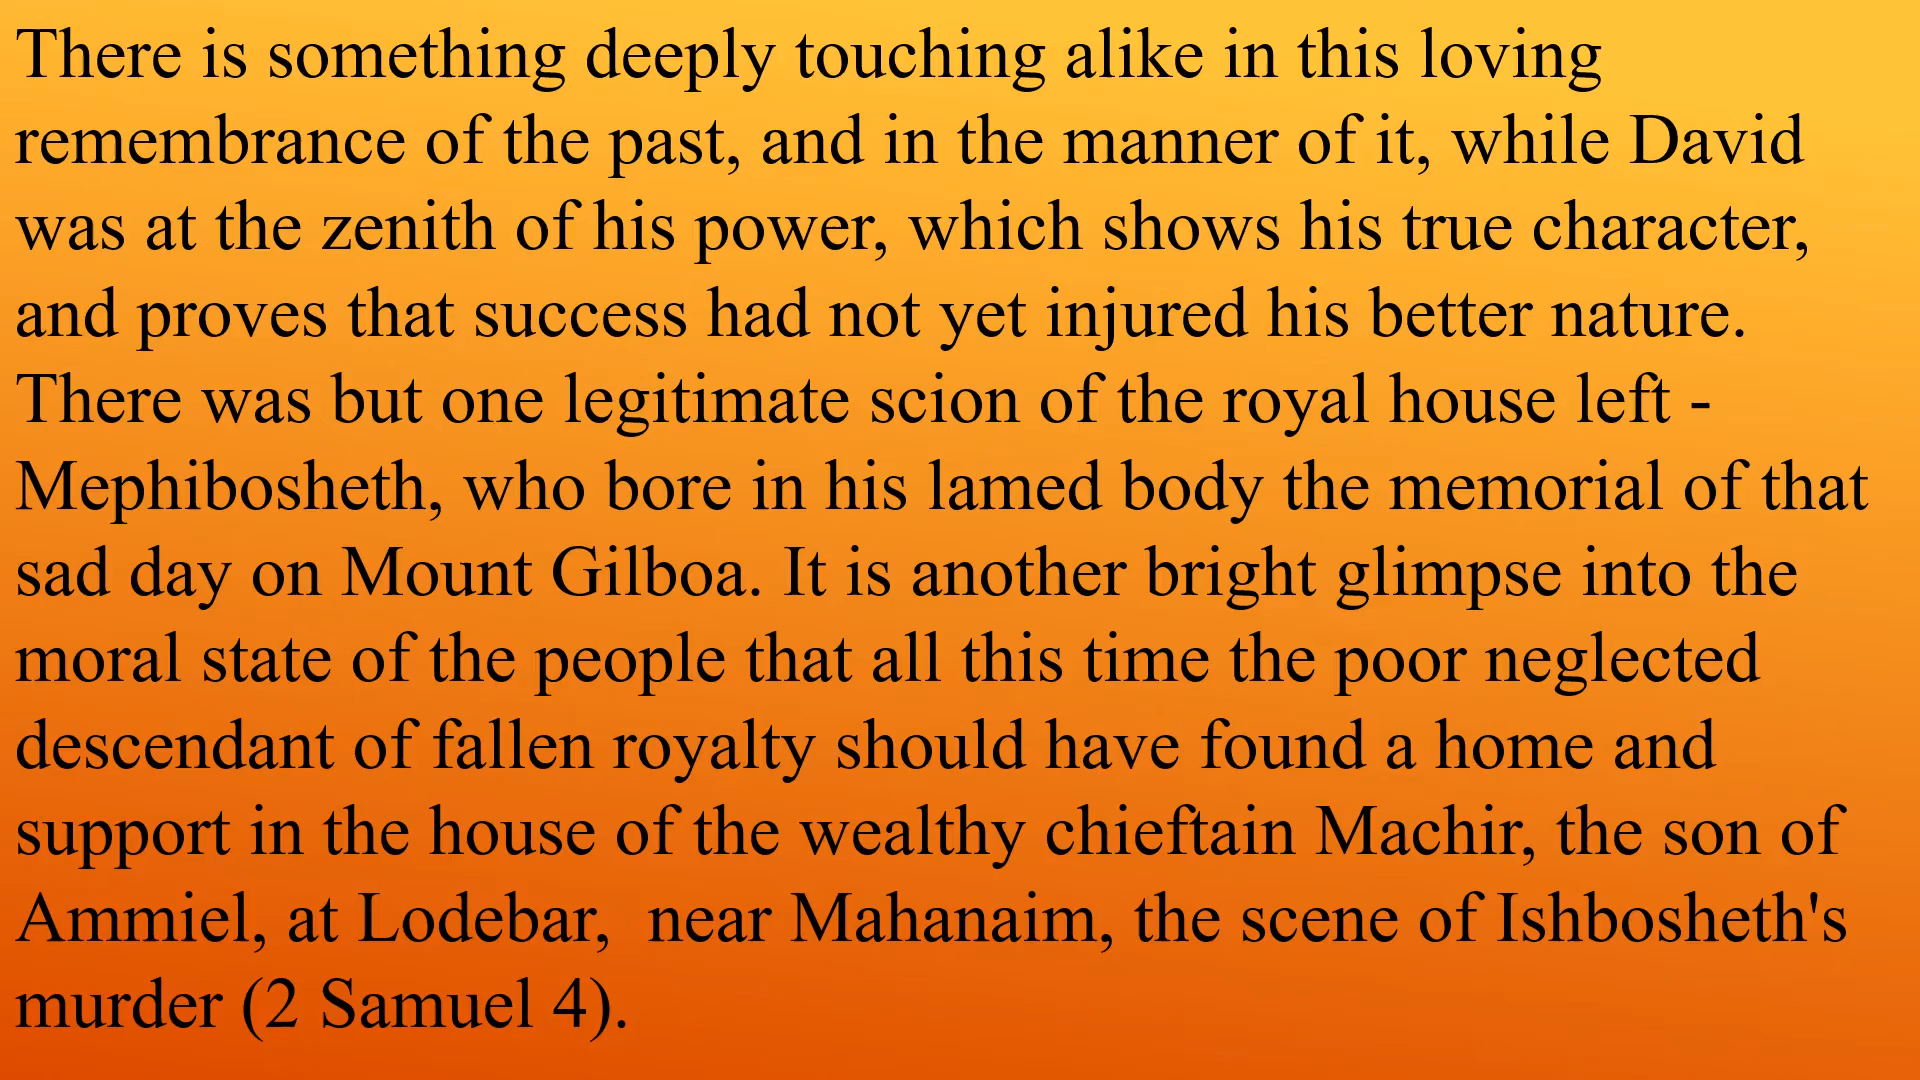 There is something deeply touching alike in this loving
remembrance of the past, and in the manner of it, while David
was at the zenith of his power, which shows his true character,
and proves that success had not yet injured his better nature.
There was but one legitimate scion of the royal house left -
Mephibosheth, who bore in his lamed body the memorial of that
sad day on Mount Gilboa. It is another bright glimpse into the
moral state of the people that all this time the poor neglected
descendant of fallen royalty should have found a home and
support in the house of the wealthy chieftain Machir, the son of
Ammiel, at Lodebar,  near Mahanaim, the scene of Ishbosheth's
murder (2 Samuel 4).